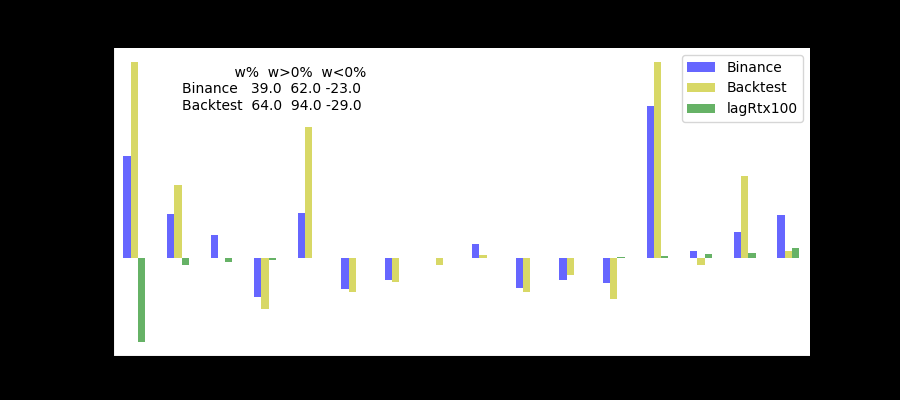 w%  w>0%  w<0%
Binance   39.0  62.0 -23.0
Backtest  64.0  94.0 -29.0
Binance
Backtest
lagRtx100